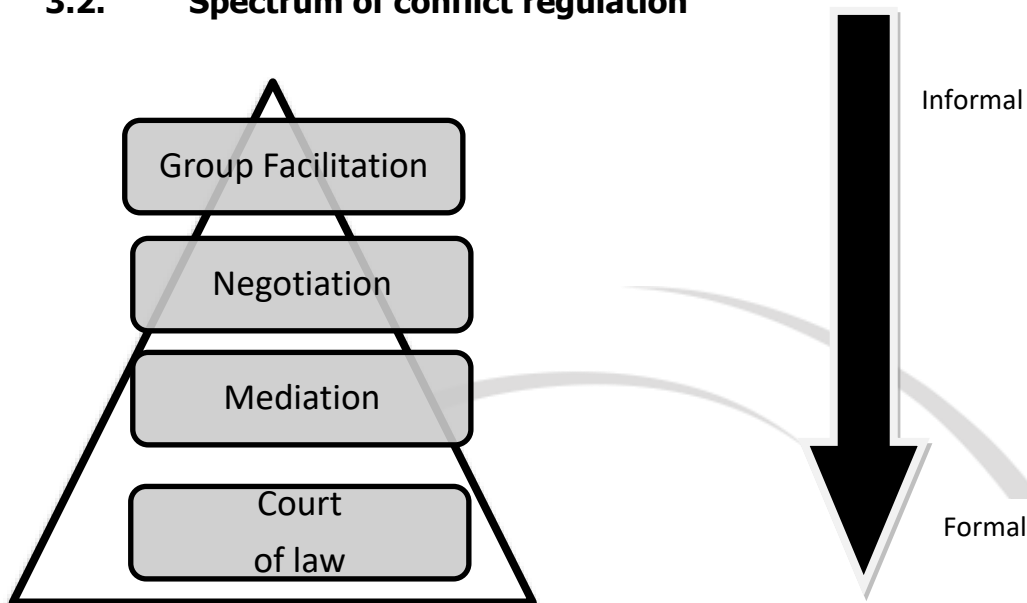 3.2. Spectrum of conflict regulation
Informal
Group Facilitation
Negotiation
Mediation
Court
of law
Formal